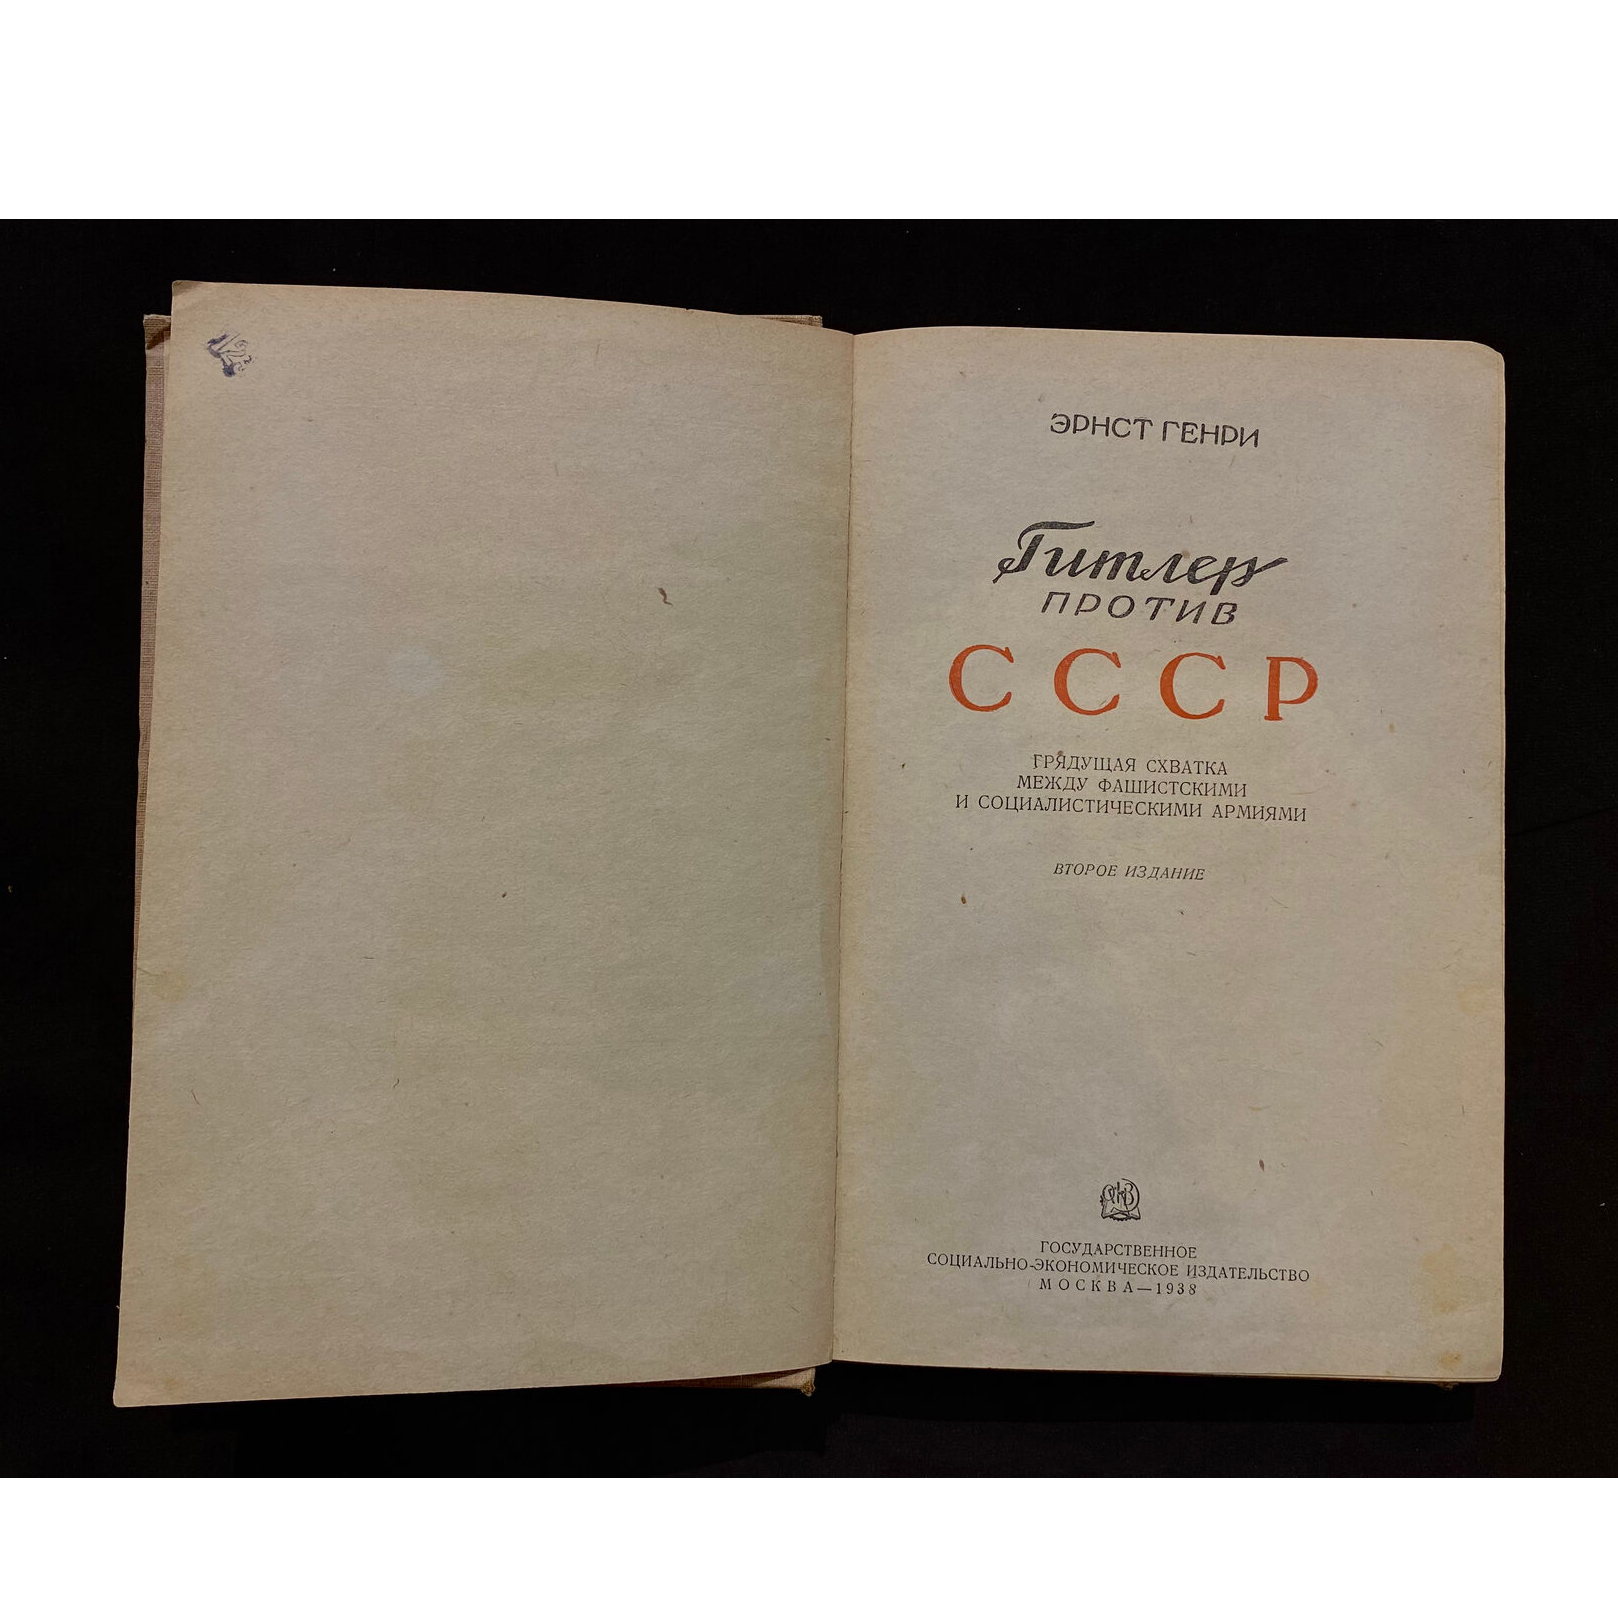 ЭРНСТ ГЕНРИ
Гитлер
ПРОТИВ
СССР
ГРЯДУЩАЯ СХВАТКА
МЕЖДУ ФАШИСТСКИМИ
И СОЦИАЛИСТИЧЕСКИМИ АРМИЯМИ
ВТОРОЕ ИЗДАНИЕ
ГОСУДАРСТВЕННОЕ
СОЦИАЛЬНО-ЭКОНОМИЧЕСКОЕ ИЗДАТЕЛЬСТВО
МОСКВА—1938